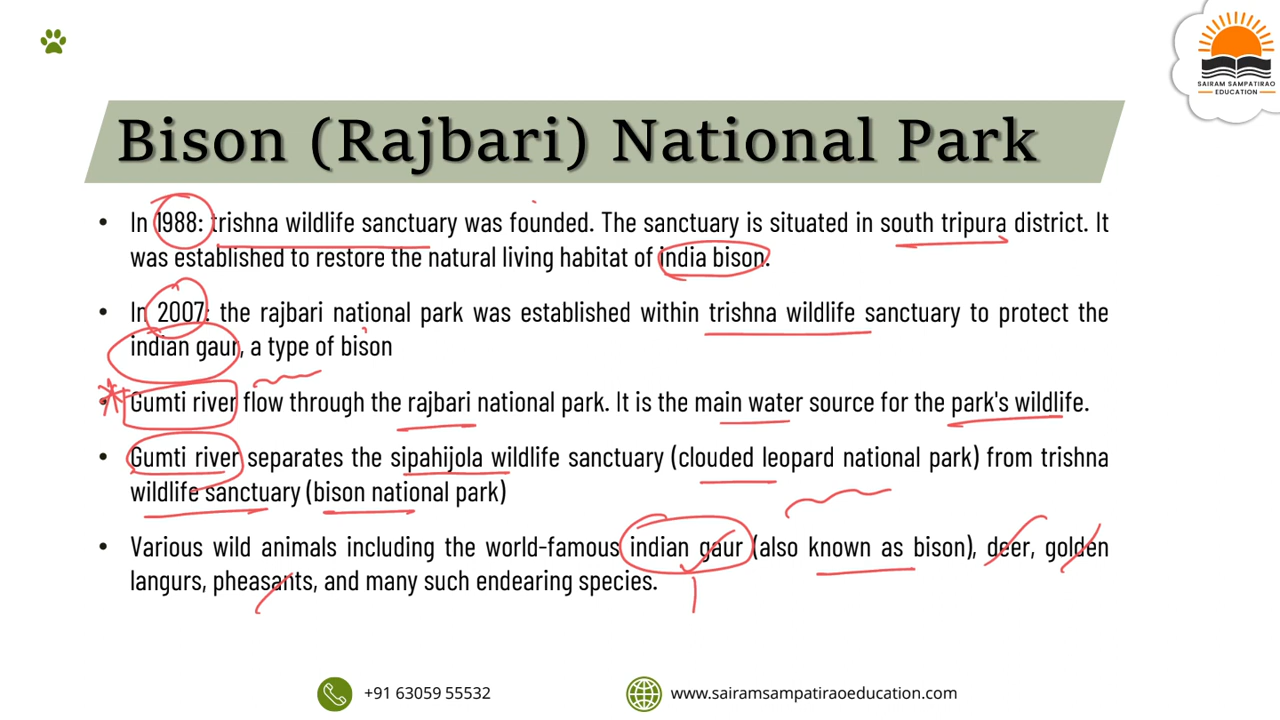 SAIRAM SAMPATIRAO
EDUCATION
Bison (Rajbari) National Park
• In 1988: trishna wildlife sanctuary was founded. The sanctuary is situated in south tripura district. It
was established to restore the natural living habitat of india bison.
• In 2007: the rajbari national park was established within trishna wildlife sanctuary to protect the
indian gaur, a type of bison
• Gumti river flow through the rajbari national park. It is the main water source for the park's wildlife.
• Gumti river separates the sipahijola wildlife sanctuary (clouded leopard national park) from trishna
wildlife sanctuary (bison national park)
• Various wild animals including the world-famous indian gaur (also known as bison), deer, golden
langurs, pheasants, and many such endearing species.
+91 63059 55532
www.sairamsampatiraoeducation.com